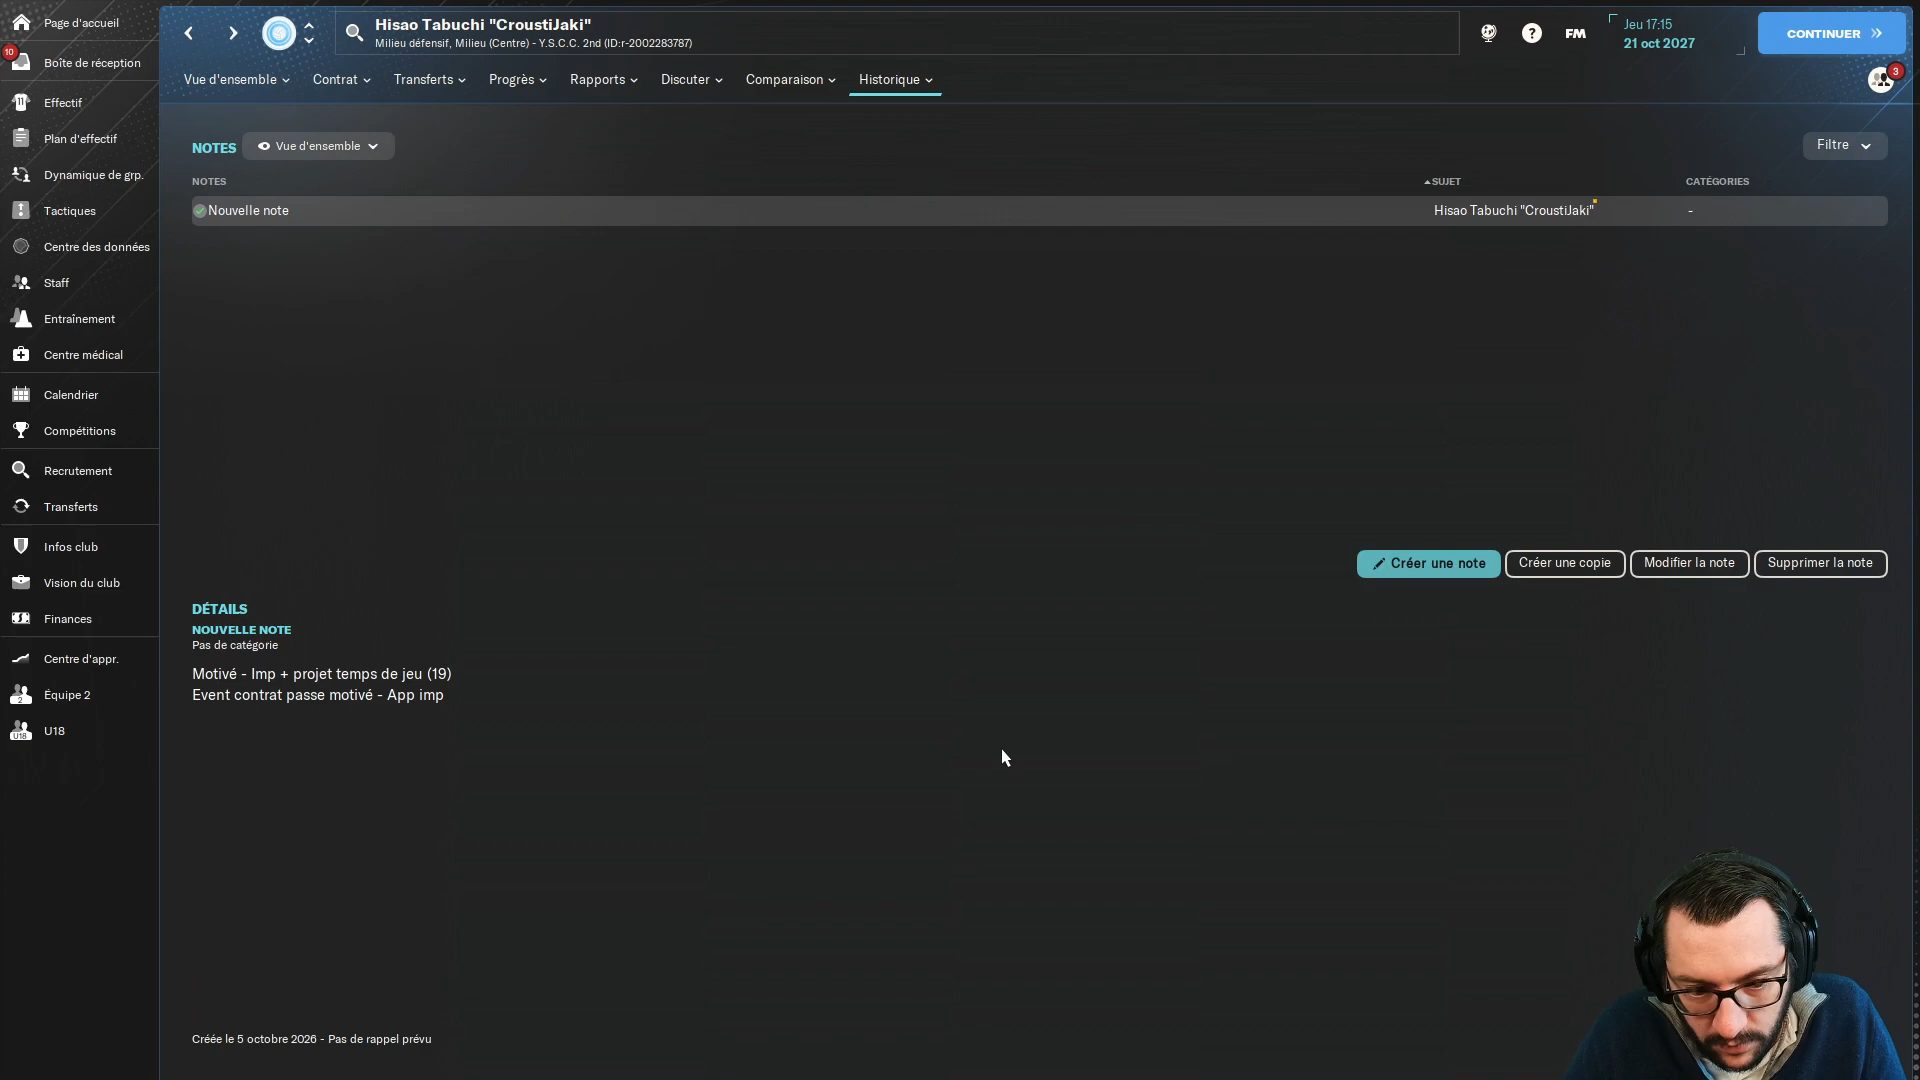 Page d'accueil
10
Boîte de réception
Effectif
Plan d'effectif
Dynamique de grp.
Tactiques
Centre des données
Staff
Entraînement
Centre médical
Calendrier
Compétitions
Recrutement
Transferts
Infos club
Vision du club
Finances
Centre d'appr.
2
Équipe 2
U18
U18
Hisao Tabuchi "CroustiJaki"
Milieu défensif, Milieu (Centre) - Y.S.C.C. 2nd (ID:r-2002283787)
?
FM
Jeu 17:15
21 oct 2027
CONTINUER
Vue d'ensemble
Contrat
Transferts
Progrès
Rapports
Discuter
Comparaison
Historique
3
NOTES
Vue d'ensemble
Filtre
NOTES
SUJET
CATÉGORIES
Nouvelle note
Hisao Tabuchi "CroustiJaki"
-
Créer une note
Créer une copie
Modifier la note
Supprimer la note
DÉTAILS
NOUVELLE NOTE
Pas de catégorie
Motivé - Imp + projet temps de jeu (19)
Event contrat passe motivé - App imp
Créée le 5 octobre 2026 - Pas de rappel prévu